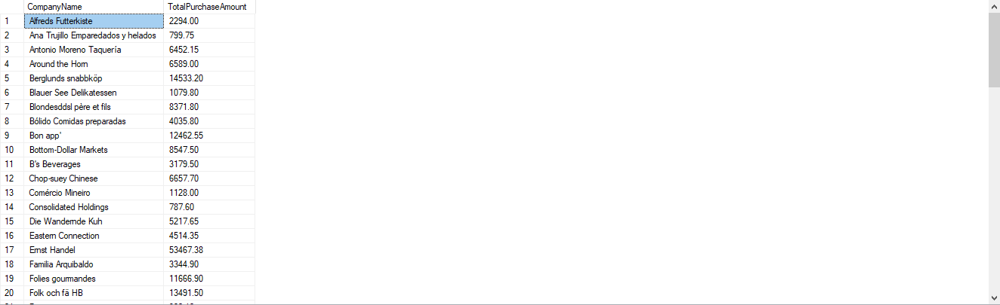 CompanyName TotalPurchaseAmount
1 Alfreds Futterkiste 2294.00
2 Ana Trujillo Emparedados y helados 799.75
3 Antonio Moreno Taquería 6452.15
4 Around the Horn 6589.00
5 Berglunds snabbköp 14533.20
6 Blauer See Delikatessen 1079.80
7 Blondesddsl père et fils 8371.80
8 Bólido Comidas preparadas 4035.80
9 Bon app' 12462.55
10 Bottom-Dollar Markets 8547.50
11 B's Beverages 3179.50
12 Chop-suey Chinese 6657.70
13 Comércio Mineiro 1128.00
14 Consolidated Holdings 787.60
15 Die Wandernde Kuh 5217.65
16 Eastern Connection 4514.35
17 Ernst Handel 53467.38
18 Familia Arquibaldo 3344.90
19 Folies gourmandes 11666.90
20 Folk och fä HB 13491.50